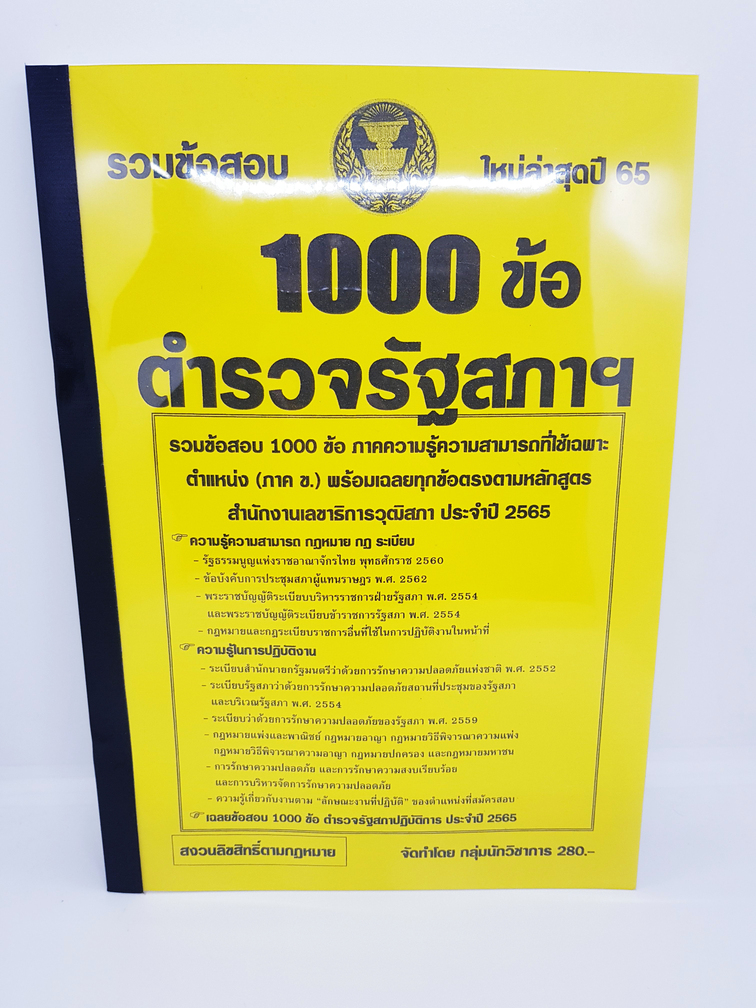 รวมข้อสอบ
ใหม่ล่าสุดปี 65
1000 ข้อ
ตำรวจรัฐสภาฯ
รวมข้อสอบ 1000 ข้อ ภาคความรู้ความสามารถที่ใช้เฉพาะ
ตำแหน่ง (ภาค ข.) พร้อมเฉลยทุกข้อตรงตามหลักสูตร
สำนักงานเลขาธิการวุฒิสภา ประจำปี 2565
ความรู้ความสามารถ กฎหมาย กฎ ระเบียบ
- รัฐธรรมนูญแห่งราชอาณาจักรไทย พุทธศักราช 2560
- ข้อบังคับการประชุมสภาผู้แทนราษฎร พ.ศ. 2562
- พระราชบัญญัติระเบียบบริหารราชการฝ่ายรัฐสภา พ.ศ. 2554
และพระราชบัญญัติระเบียบข้าราชการรัฐสภา พ.ศ. 2554
- กฎหมายและกฎระเบียบราชการอื่นที่ใช้ในการปฏิบัติงานในหน้าที่
ความรู้ในการปฏิบัติงาน
- ระเบียบสำนักนายกรัฐมนตรีว่าด้วยการรักษาความปลอดภัยแห่งชาติ พ.ศ. 2552
- ระเบียบรัฐสภาว่าด้วยการรักษาความปลอดภัยสถานที่ประชุมของรัฐสภา
และบริเวณรัฐสภา พ.ศ. 2554
- ระเบียบว่าด้วยการรักษาความปลอดภัยของรัฐสภา พ.ศ. 2559
- กฎหมายแพ่งและพาณิชย์ กฎหมายอาญา กฎหมายวิธีพิจารณาความแพ่ง
กฎหมายวิธีพิจารณาความอาญา กฎหมายปกครอง และกฎหมายมหาชน
- การรักษาความปลอดภัย และการรักษาความสงบเรียบร้อย
และการบริหารจัดการรักษาความปลอดภัย
- ความรู้เกี่ยวกับงานตาม "ลักษณะงานที่ปฏิบัติ" ของตำแหน่งที่สมัครสอบ
เฉลยข้อสอบ 1000 ข้อ ตำรวจรัฐสภาปฏิบัติการ ประจำปี 2565
สงวนลิขสิทธิ์ตามกฎหมาย
จัดทำโดย กลุ่มนักวิชาการ 280.-